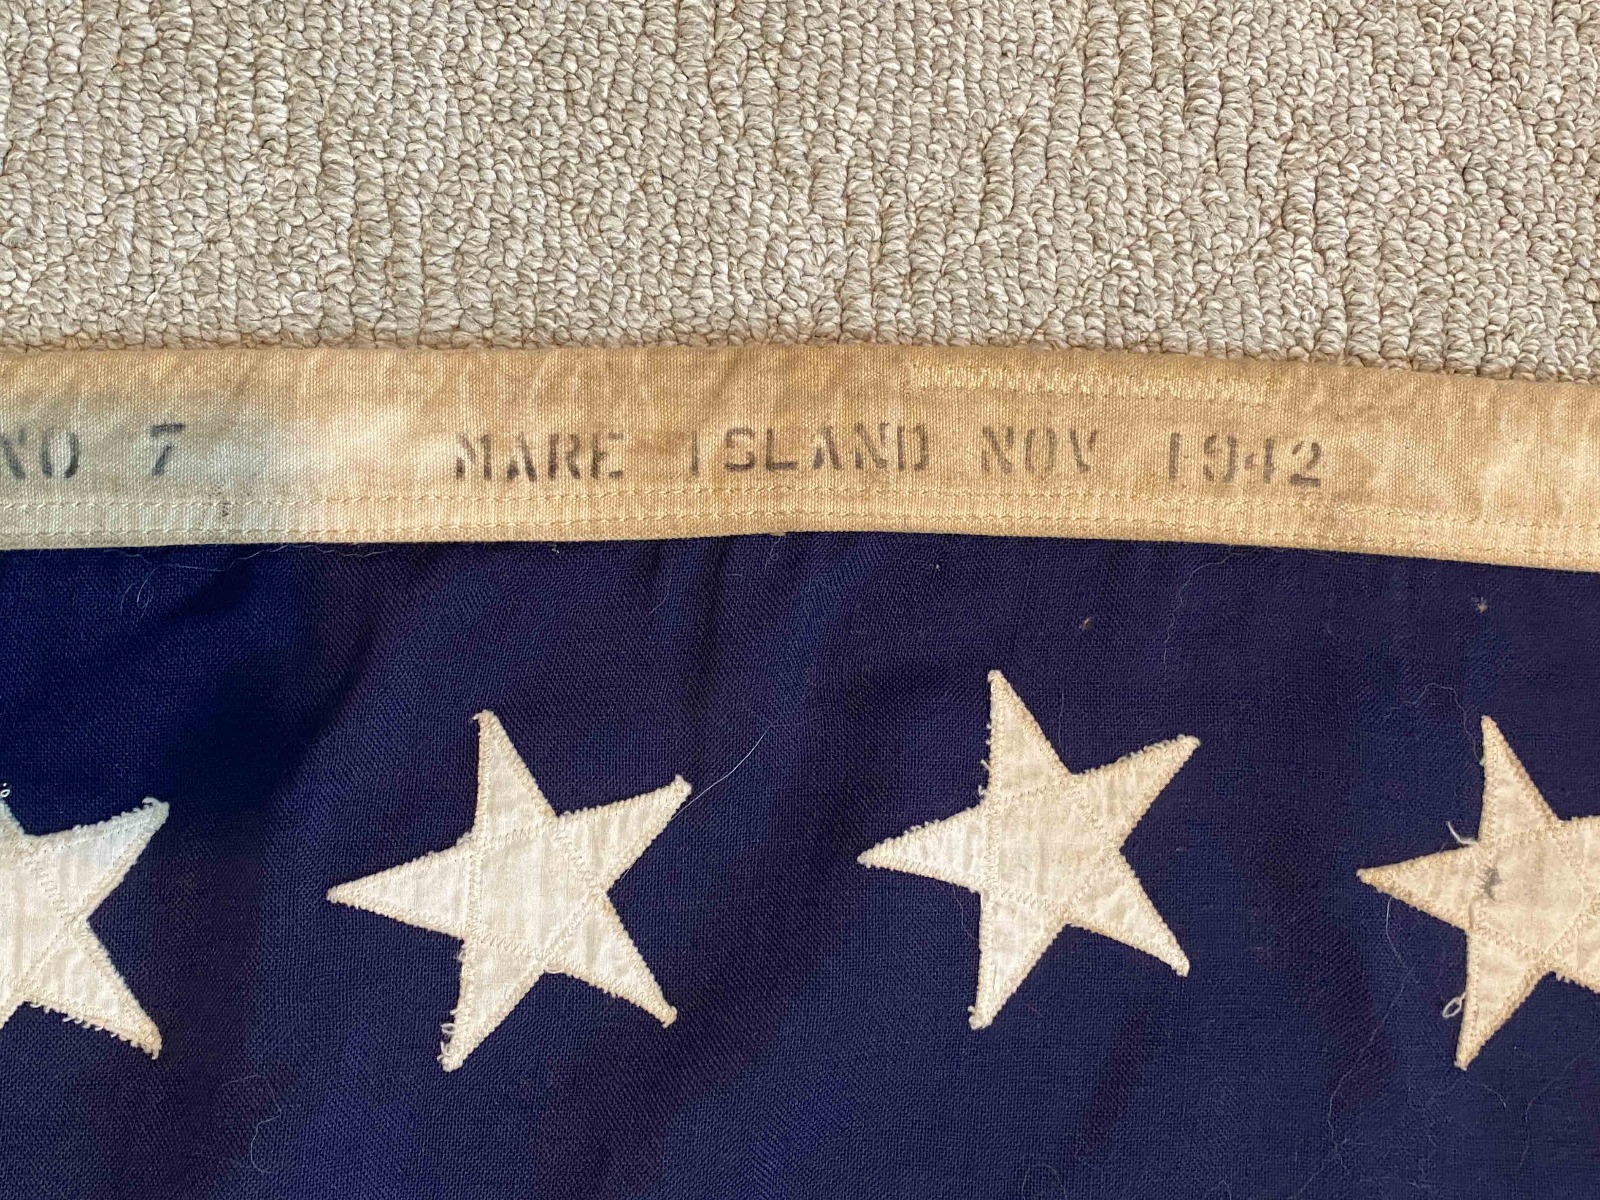 NO 7 MARE ISLAND NOV 1942